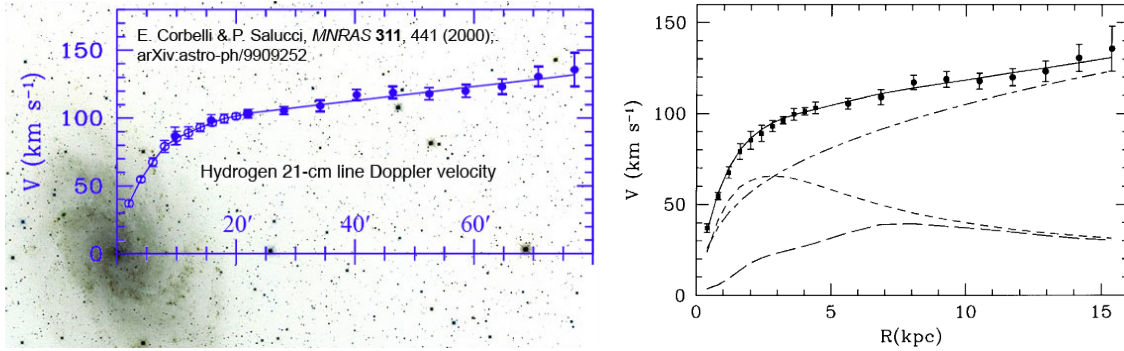 E. Corbelli & P. Salucci, MNRAS 311, 441 (2000);
arXiv:astro-ph/9909252
150
100
50
0
V (km s⁻¹)
Hydrogen 21-cm line Doppler velocity
20′
40′
60′
150
100
50
0
V (km s⁻¹)
0
5
10
15
R(kpc)